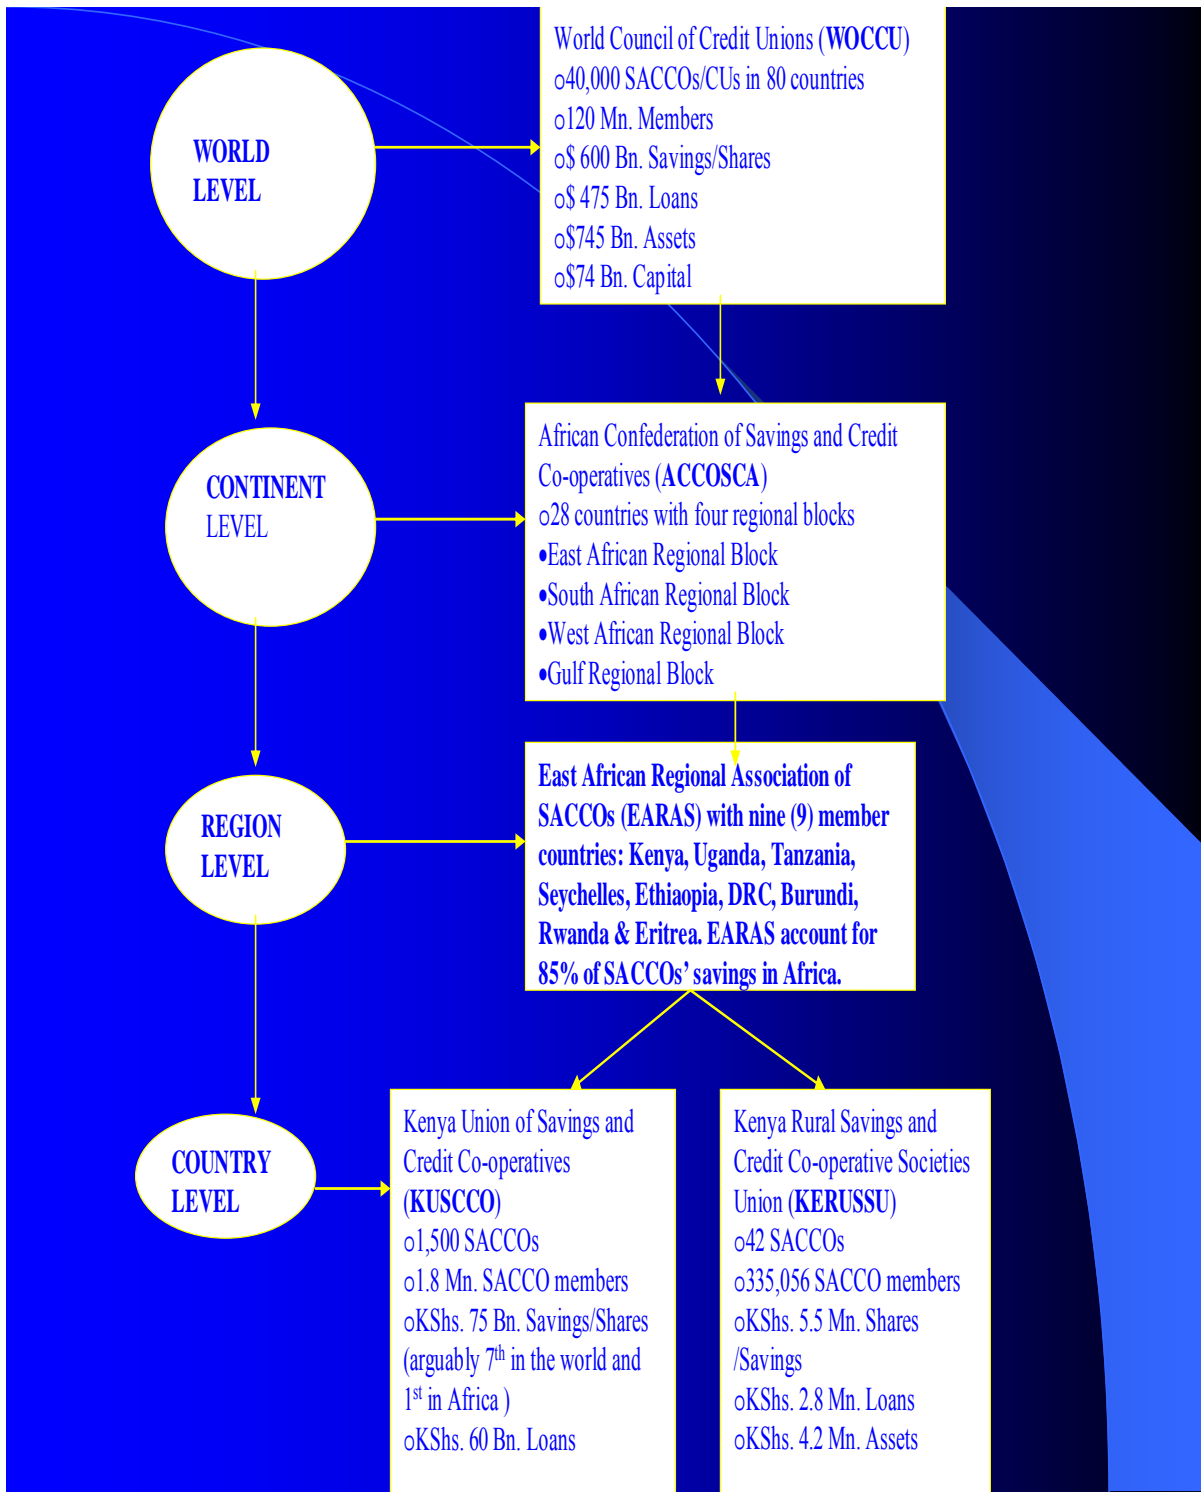 WORLD
LEVEL
World Council of Credit Unions (WOCCU)
o40,000 SACCOs/CUs in 80 countries
o120 Mn. Members
o$ 600 Bn. Savings/Shares
o$ 475 Bn. Loans
o$745 Bn. Assets
o$74 Bn. Capital
CONTINENT
LEVEL
African Confederation of Savings and Credit
Co-operatives (ACCOSCA)
o28 countries with four regional blocks
•East African Regional Block
•South African Regional Block
•West African Regional Block
•Gulf Regional Block
REGION
LEVEL
East African Regional Association of
SACCOs (EARAS) with nine (9) member
countries: Kenya, Uganda, Tanzania,
Seychelles, Ethiaopia, DRC, Burundi,
Rwanda & Eritrea. EARAS account for
85% of SACCOs’ savings in Africa.
COUNTRY
LEVEL
Kenya Union of Savings and
Credit Co-operatives
(KUSCCO)
o1,500 SACCOs
o1.8 Mn. SACCO members
oKShs. 75 Bn. Savings/Shares
(arguably 7th in the world and
1st in Africa )
oKShs. 60 Bn. Loans
Kenya Rural Savings and
Credit Co-operative Societies
Union (KERUSSU)
o42 SACCOs
o335,056 SACCO members
oKShs. 5.5 Mn. Shares
/Savings
oKShs. 2.8 Mn. Loans
oKShs. 4.2 Mn. Assets